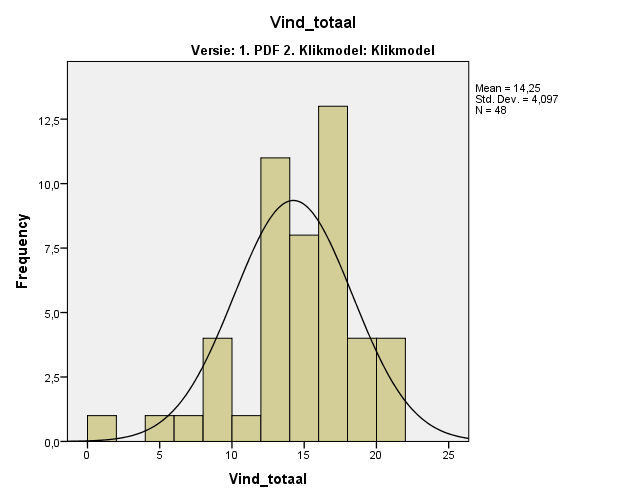 Vind_totaal
Versie: 1. PDF 2. Klikmodel: Klikmodel
Mean = 14,25
Std. Dev. = 4,097
N = 48
Frequency
12,5
10,0
7,5
5,0
2,5
0,0
0 5 10 15 20 25
Vind_totaal